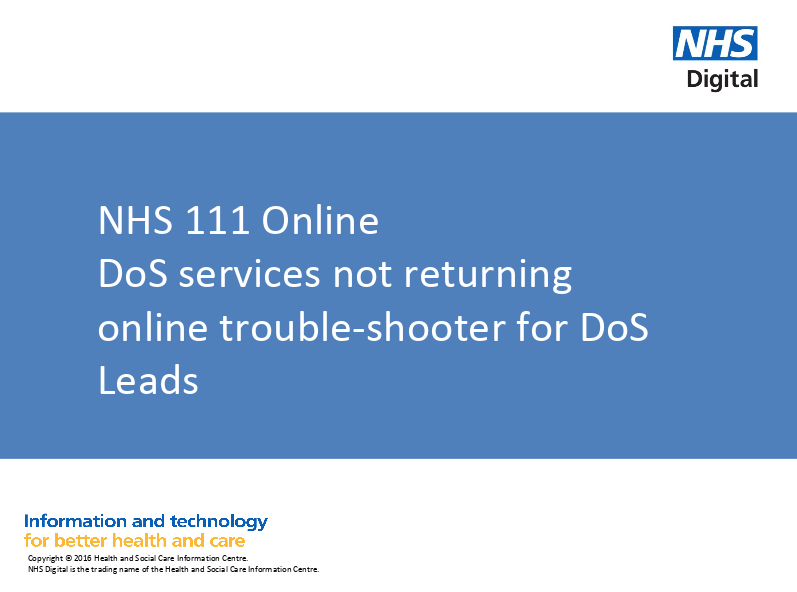 NHS
Digital
NHS 111 Online
DoS services not returning
online trouble-shooter for DoS
Leads
Information and technology
for better health and care
Copyright © 2016 Health and Social Care Information Centre.
NHS Digital is the trading name of the Health and Social Care Information Centre.